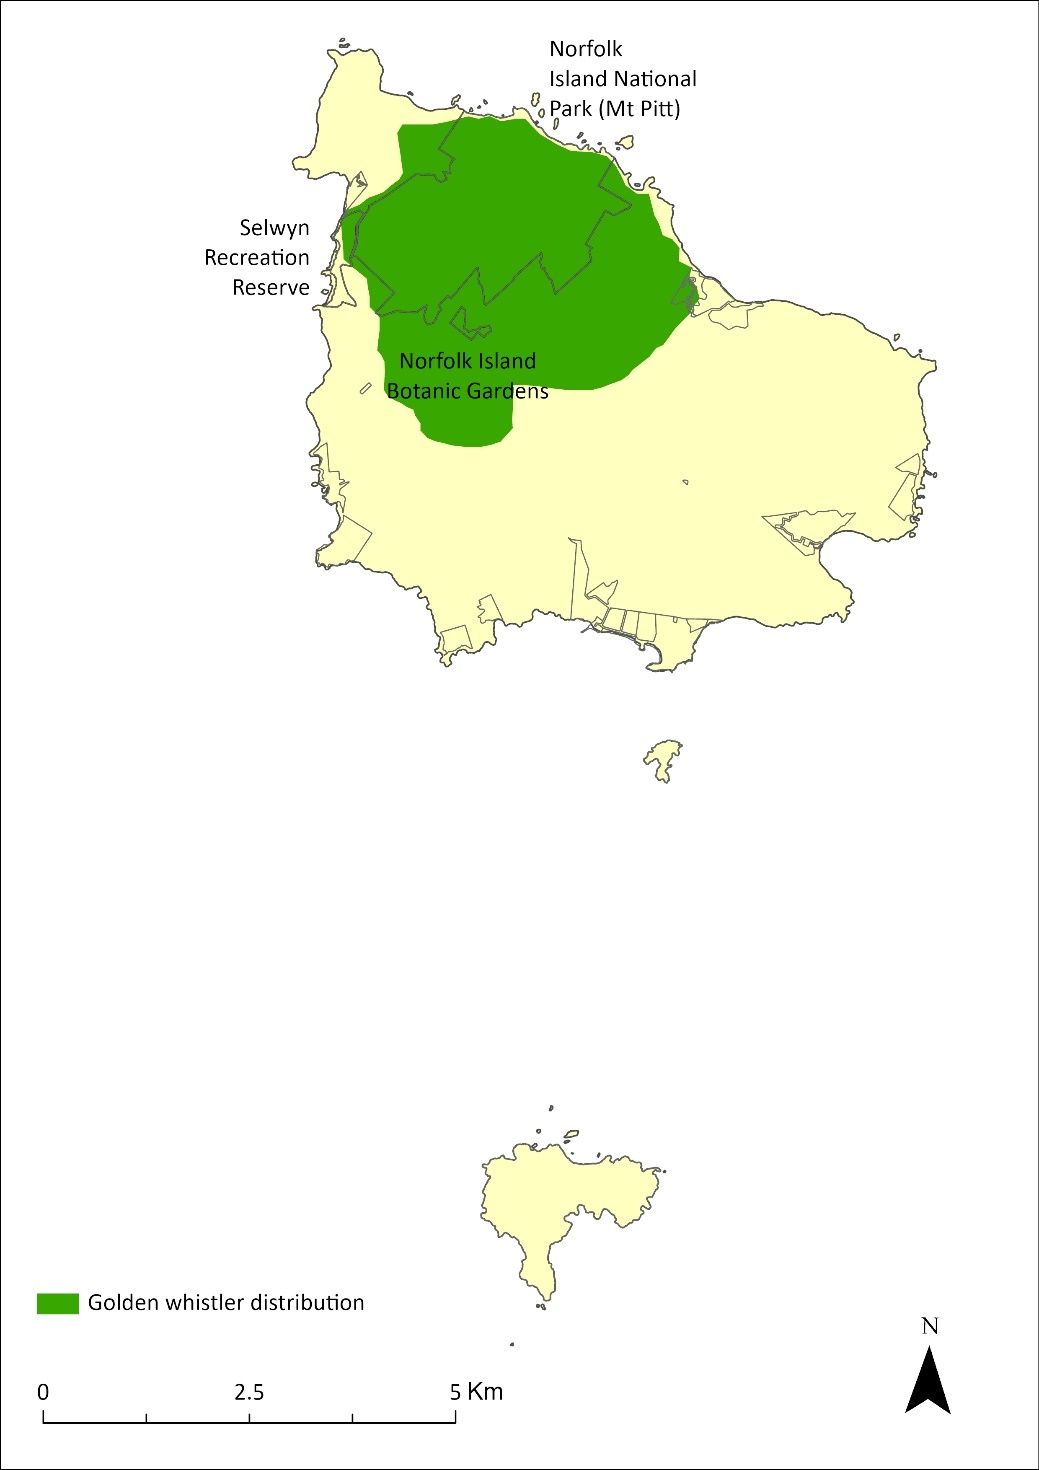 Norfolk
Island National
Park (Mt Pitt)
Selwyn
Recreation
Reserve
Norfolk Island
Botanic Gardens
Golden whistler distribution
N
0 2.5 5 Km